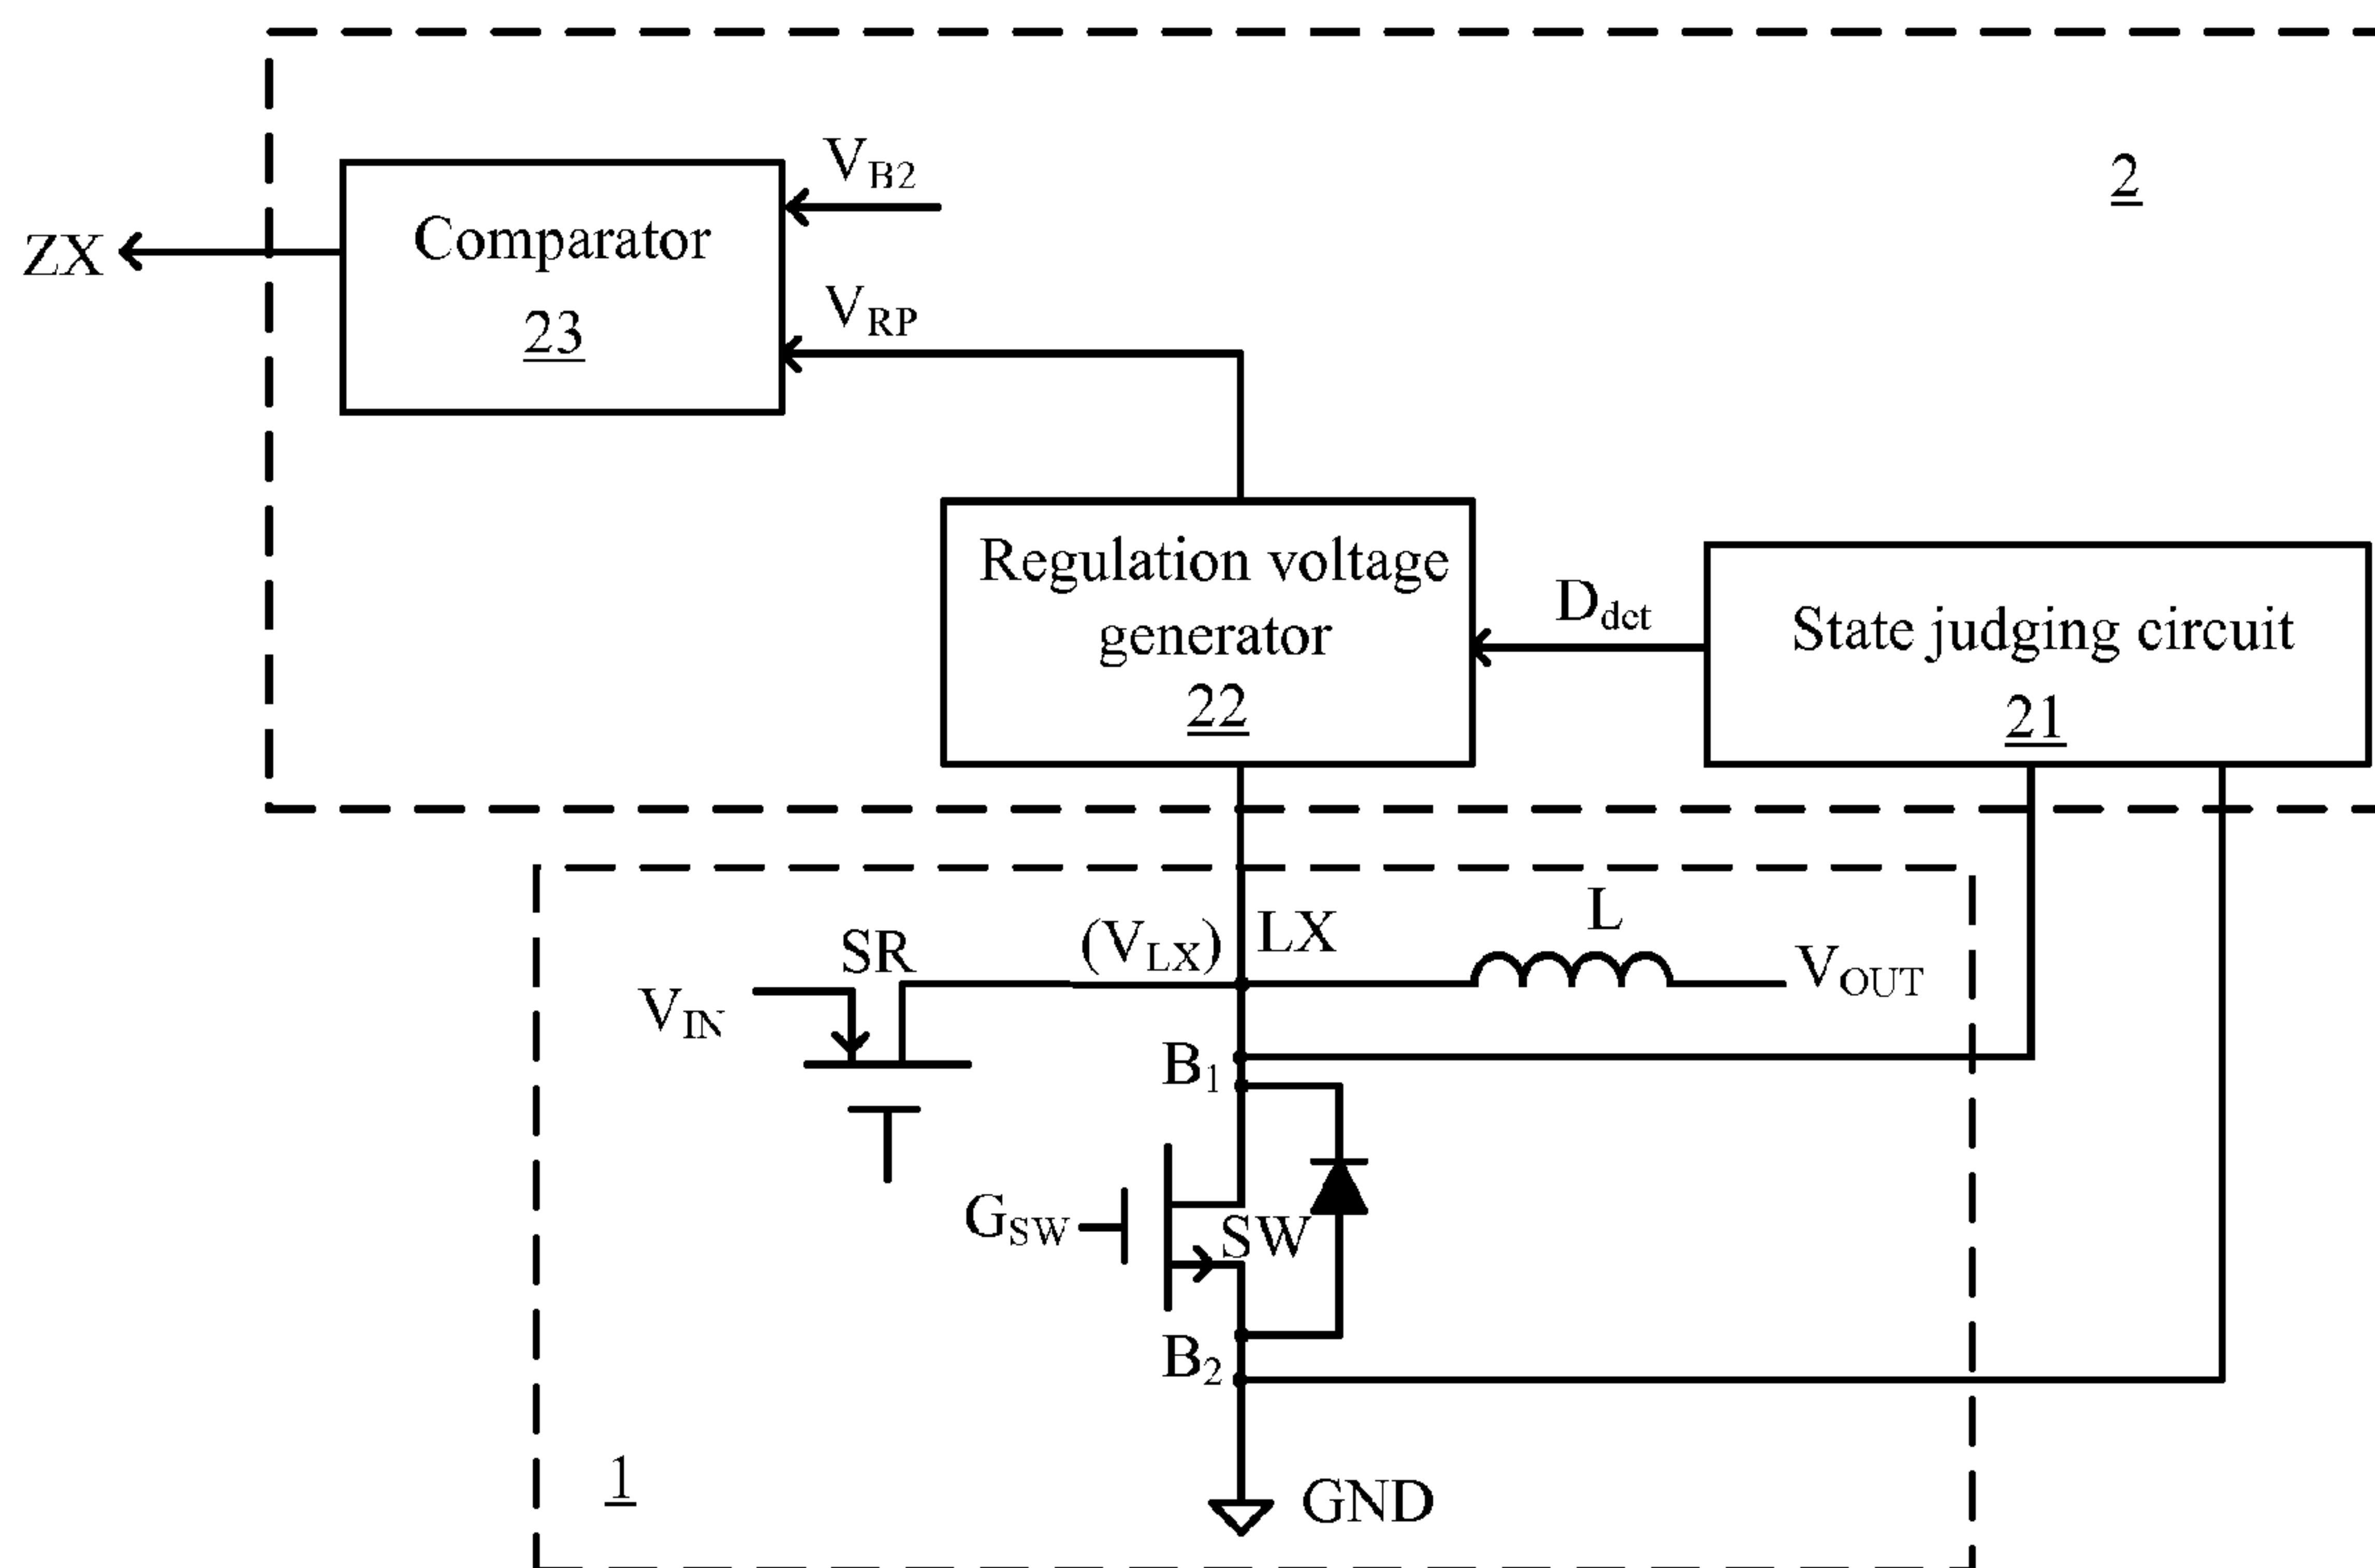 2
V_B2
Comparator
23
ZX
V_RP
Regulation voltage
generator
22
D_dct
State judging circuit
21
L
SR
(V_LX)
LX
V_OUT
V_IN
B_1
G_SW
SW
B_2
1
GND